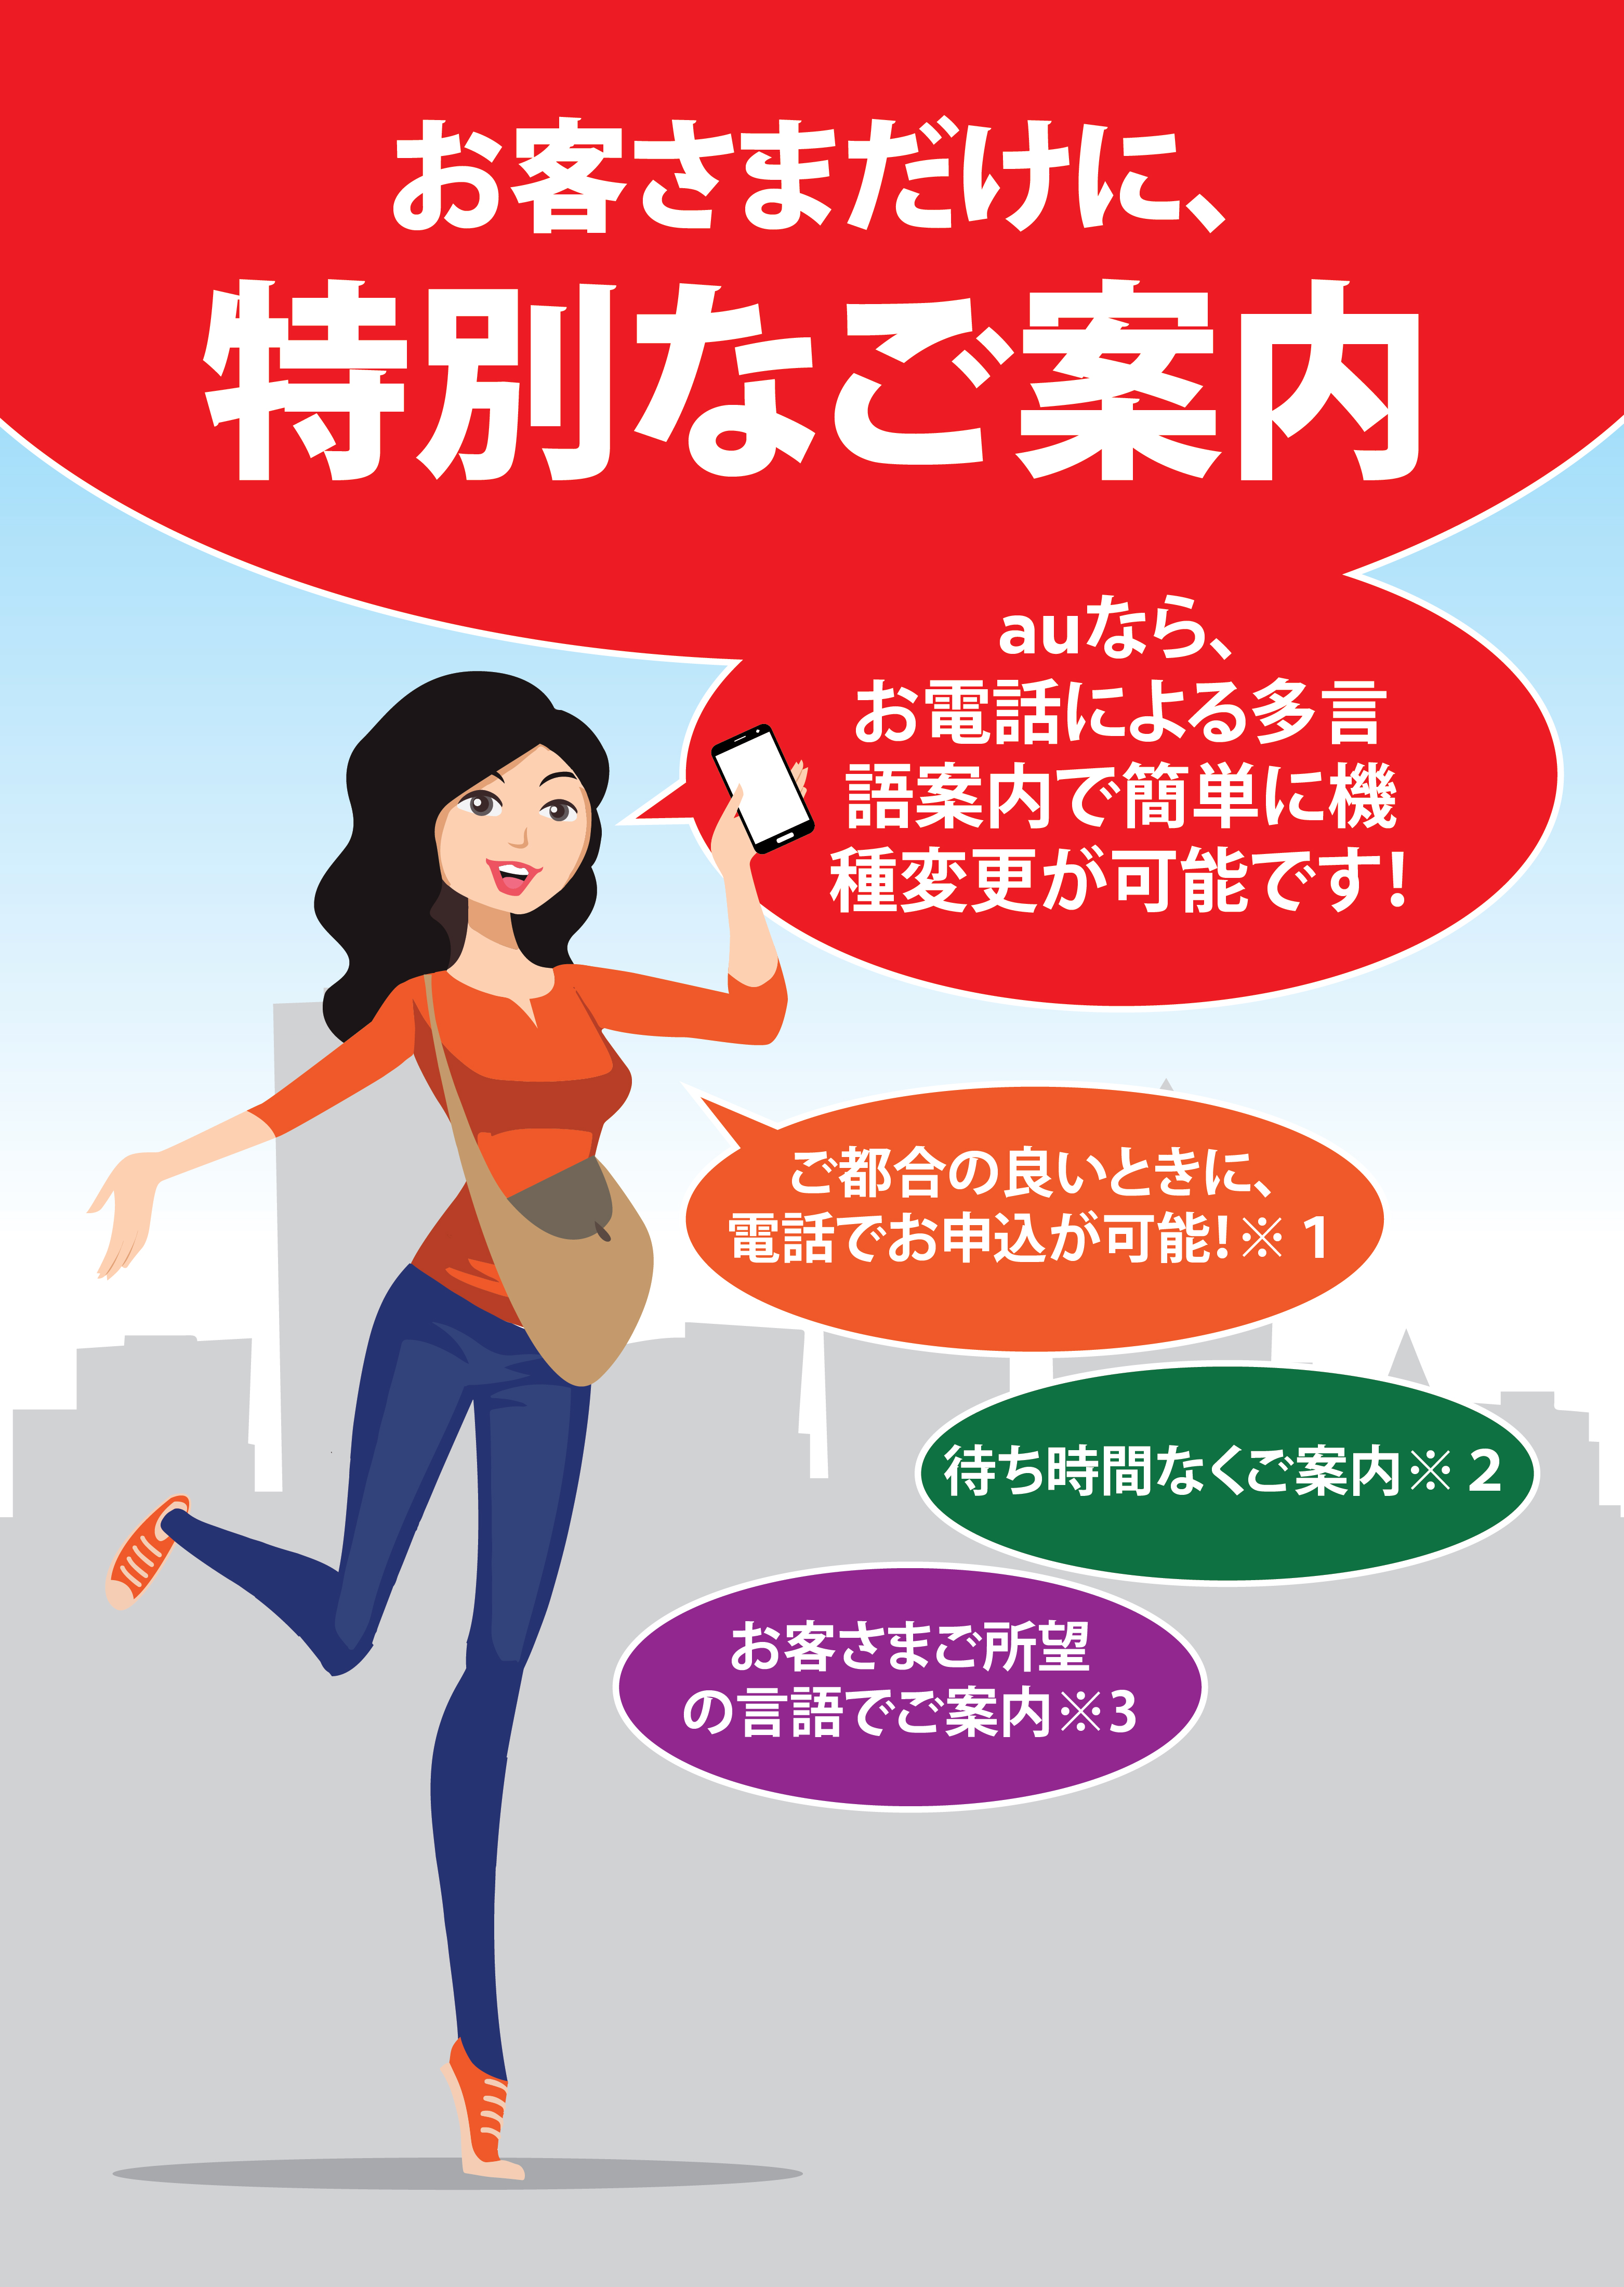 お客さまだけに、
特別なご案内
auなら、
お電話による多言
語案内で簡単に機
種変更が可能です!
ご都合の良いときに、
電話でお申込が可能!※ 1
待ち時間なくご案内※ 2
お客さまご所望
の言語でご案内※3